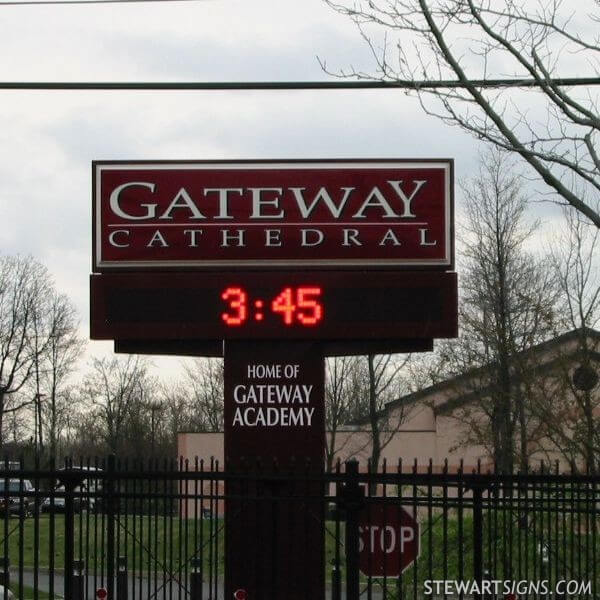 GATEWAY
CATHEDRAL
3:45
HOME OF
GATEWAY
ACADEMY
STOP
STEWARTSIGNS.COM